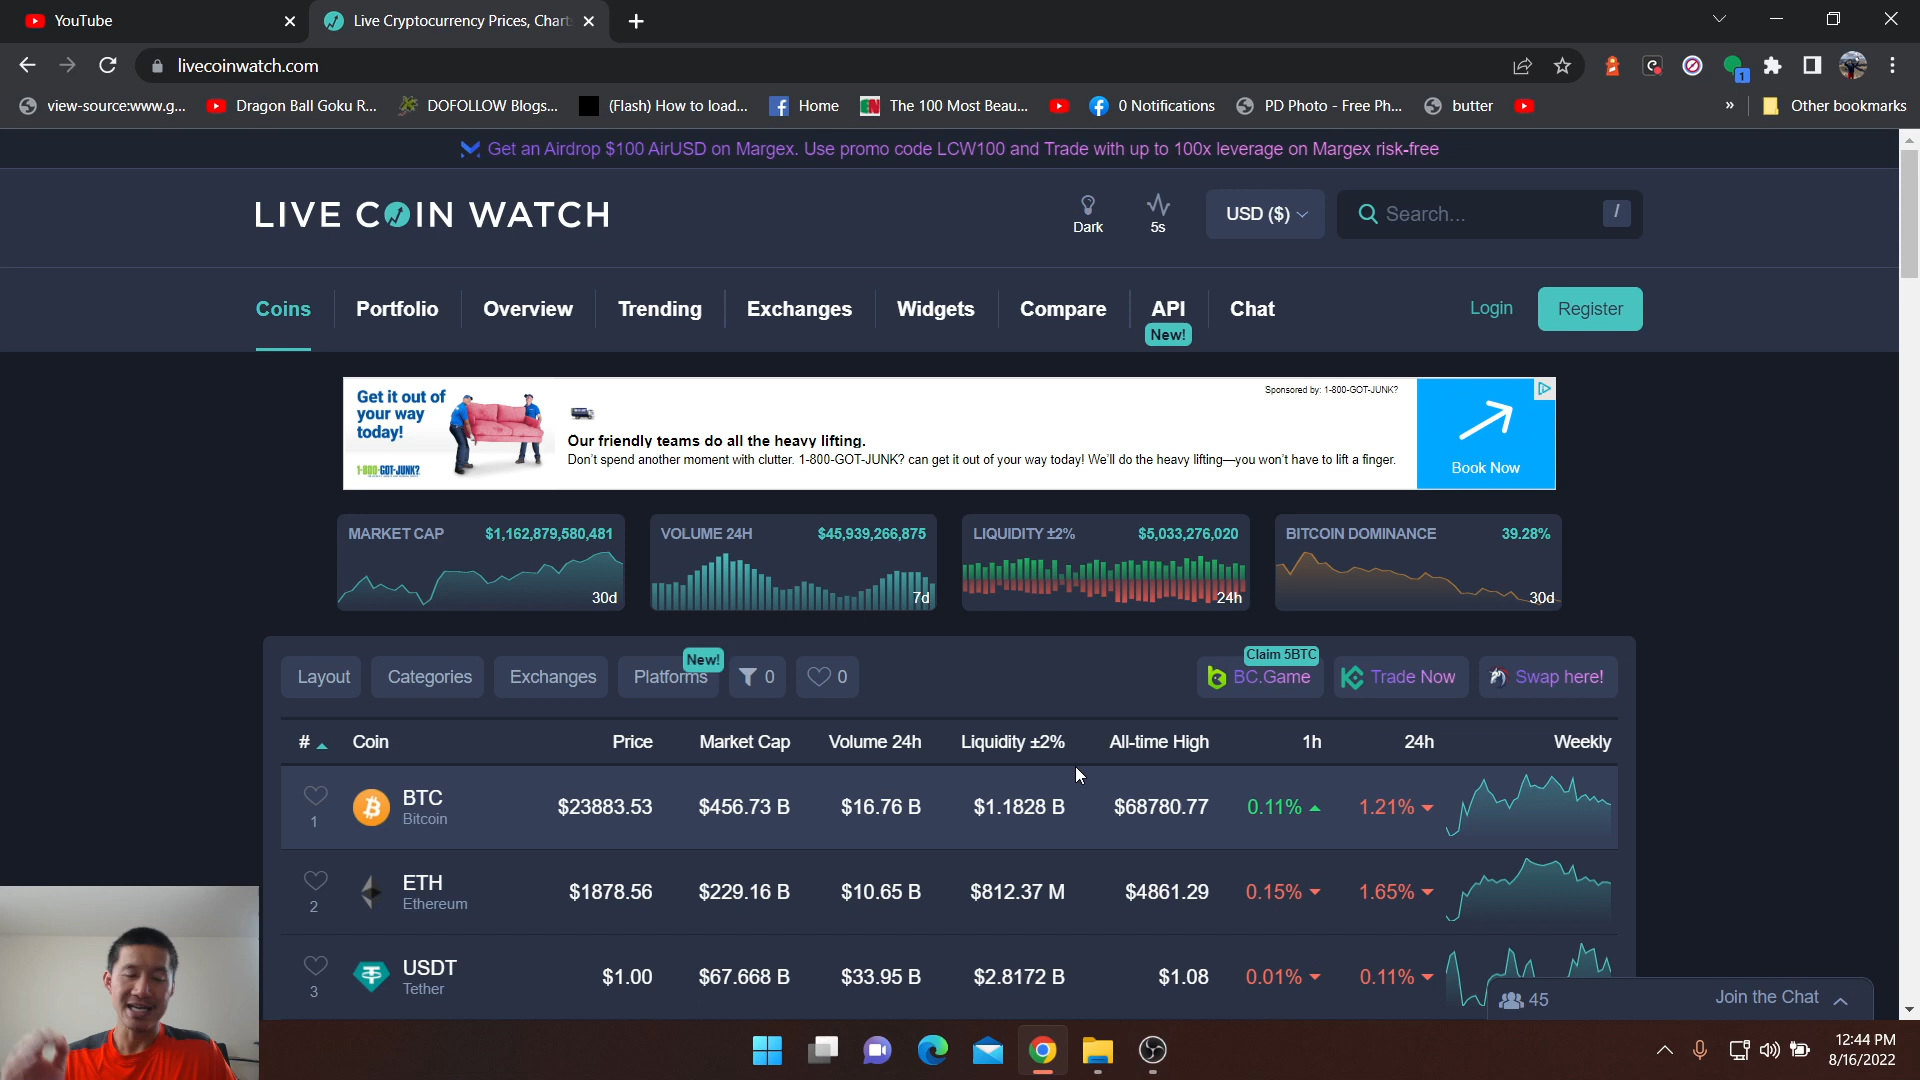 YouTube
Live Cryptocurrency Prices, Chart
livecoinwatch.com
1
view-source:www.g...
Dragon Ball Goku R...
DOFOLLOW Blogs...
(Flash) How to load...
Home
The 100 Most Beau...
0 Notifications
PD Photo - Free Ph...
butter
»
Other bookmarks
Get an Airdrop $100 AirUSD on Margex. Use promo code LCW100 and Trade with up to 100x leverage on Margex risk-free
LIVE COIN WATCH
Dark
5s
USD ($)
Search...
/
Coins
Portfolio
Overview
Trending
Exchanges
Widgets
Compare
API
New!
Chat
Login
Register
Get it out of
your way
today!
1-800-GOT-JUNK?
Sponsored by: 1-800-GOT-JUNK?
Our friendly teams do all the heavy lifting.
Don't spend another moment with clutter. 1-800-GOT-JUNK? can get it out of your way today! We'll do the heavy lifting—you won't have to lift a finger.
Book Now
MARKET CAP $1,162,879,580,481
30d
VOLUME 24H $45,939,266,875
7d
LIQUIDITY ±2% $5,033,276,020
24h
BITCOIN DOMINANCE 39.28%
30d
Layout
Categories
Exchanges
Platforms
New!
0
0
Claim 5BTC
BC.Game
Trade Now
Swap here!
# Coin Price Market Cap Volume 24h Liquidity ±2% All-time High 1h 24h Weekly
1 BTC Bitcoin $23883.53 $456.73 B $16.76 B $1.1828 B $68780.77 0.11% 1.21%
2 ETH Ethereum $1878.56 $229.16 B $10.65 B $812.37 M $4861.29 0.15% 1.65%
3 USDT Tether $1.00 $67.668 B $33.95 B $2.8172 B $1.08 0.01% 0.11%
45 Join the Chat
12:44 PM
8/16/2022